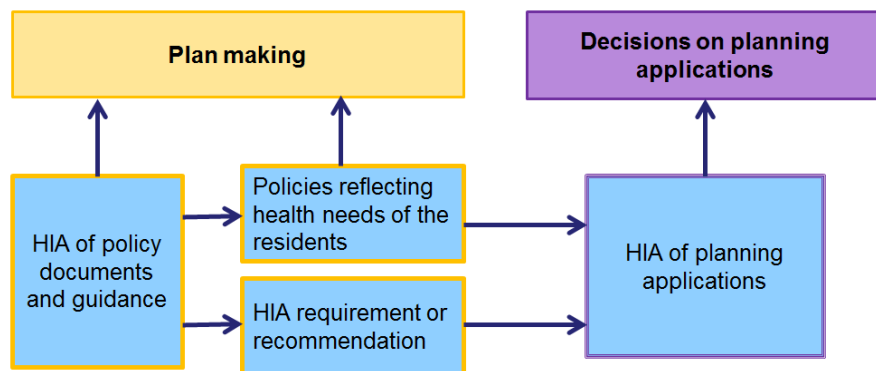 Plan making
Decisions on planning
applications
HIA of policy
documents
and guidance
Policies reflecting
health needs of the
residents
HIA requirement or
recommendation
HIA of planning
applications